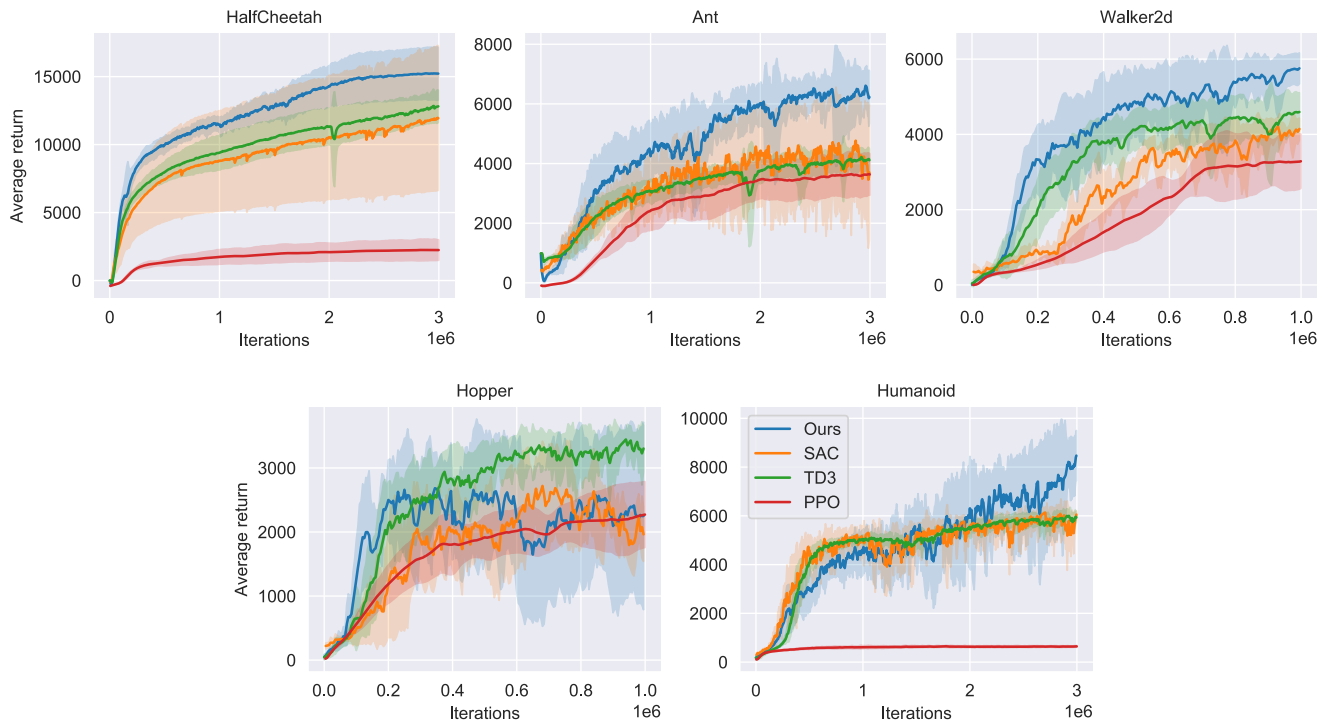 HalfCheetah
Ant
Walker2d
15000
10000
5000
0
Average return
0
1
2
3
1e6
Iterations
8000
6000
4000
2000
0
0
1
2
3
1e6
Iterations
6000
4000
2000
0
0.0
0.2
0.4
0.6
0.8
1.0
1e6
Iterations
Hopper
Humanoid
3000
2000
1000
0
Average return
0.0
0.2
0.4
0.6
0.8
1.0
1e6
Iterations
10000
8000
6000
4000
2000
0
Ours
SAC
TD3
PPO
0
1
2
3
1e6
Iterations